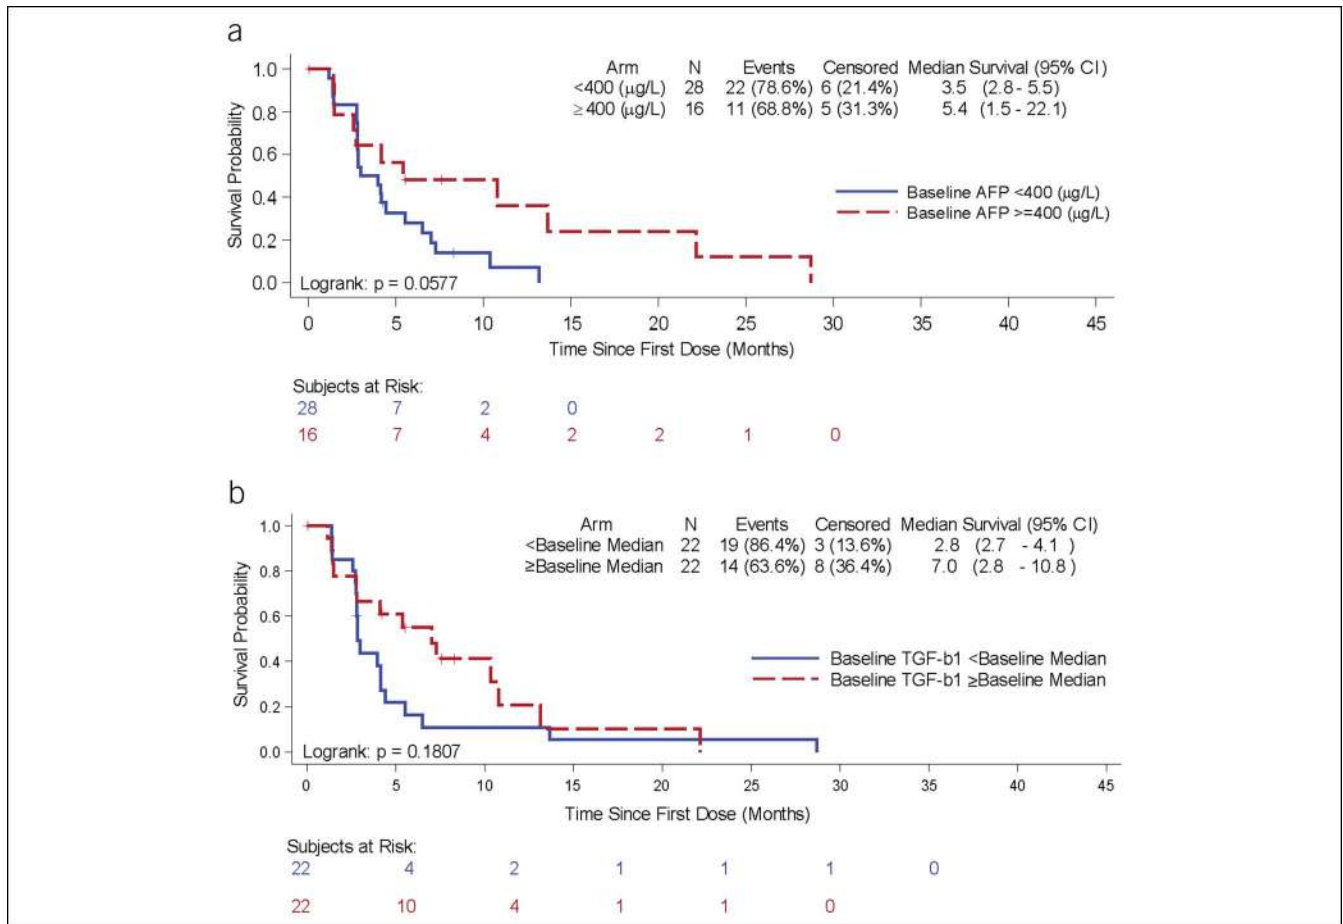 a
Arm N Events Censored Median Survival (95% CI)
<400 (µg/L) 28 22 (78.6%) 6 (21.4%) 3.5 (2.8 - 5.5)
≥400 (µg/L) 16 11 (68.8%) 5 (31.3%) 5.4 (1.5 - 22.1)
Survival Probability
1.0
0.8
0.6
0.4
0.2
0.0
Baseline AFP <400 (µg/L)
Baseline AFP >=400 (µg/L)
Logrank: p = 0.0577
0 5 10 15 20 25 30 35 40 45
Time Since First Dose (Months)
Subjects at Risk:
28 7 2 0
16 7 4 2 2 1 0
b
Arm N Events Censored Median Survival (95% CI)
<Baseline Median 22 19 (86.4%) 3 (13.6%) 2.8 (2.7 - 4.1 )
≥Baseline Median 22 14 (63.6%) 8 (36.4%) 7.0 (2.8 - 10.8 )
Survival Probability
1.0
0.8
0.6
0.4
0.2
0.0
Baseline TGF-b1 <Baseline Median
Baseline TGF-b1 ≥Baseline Median
Logrank: p = 0.1807
0 5 10 15 20 25 30 35 40 45
Time Since First Dose (Months)
Subjects at Risk:
22 4 2 1 1 1 0
22 10 4 1 1 0